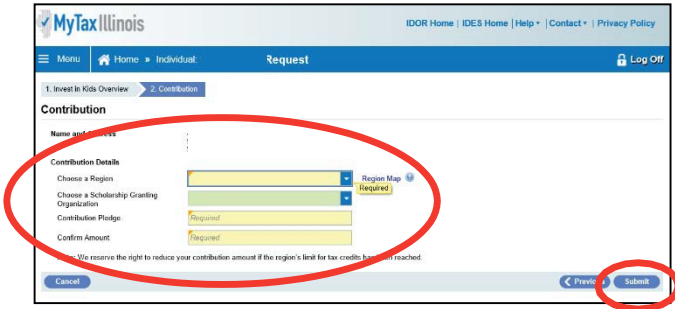 MyTax Illinois
IDOR Home | IDES Home | Help | Contact | Privacy Policy
Menu Home » Individual: Request Log Off
1. Invest in Kids Overview 2. Contribution
Contribution
Name and Address
Contribution Details
Choose a Region Region Map
Required
Choose a Scholarship Granting
Organization
Contribution Pledge Required
Confirm Amount Required
Note: We reserve the right to reduce your contribution amount if the region's limit for tax credits has been reached.
Cancel Previous Submit